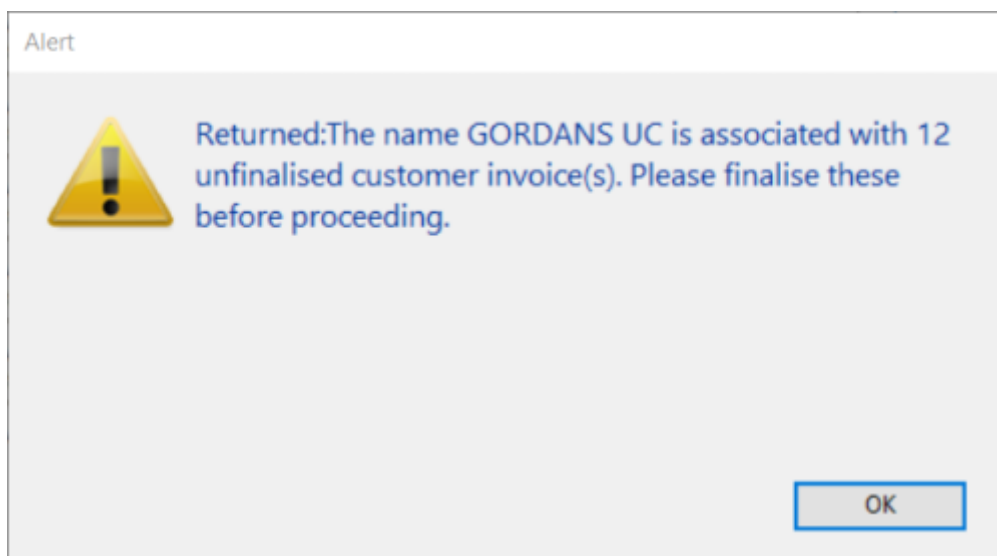 Alert
Returned:The name GORDANS UC is associated with 12
unfinalised customer invoice(s). Please finalise these
before proceeding.
OK